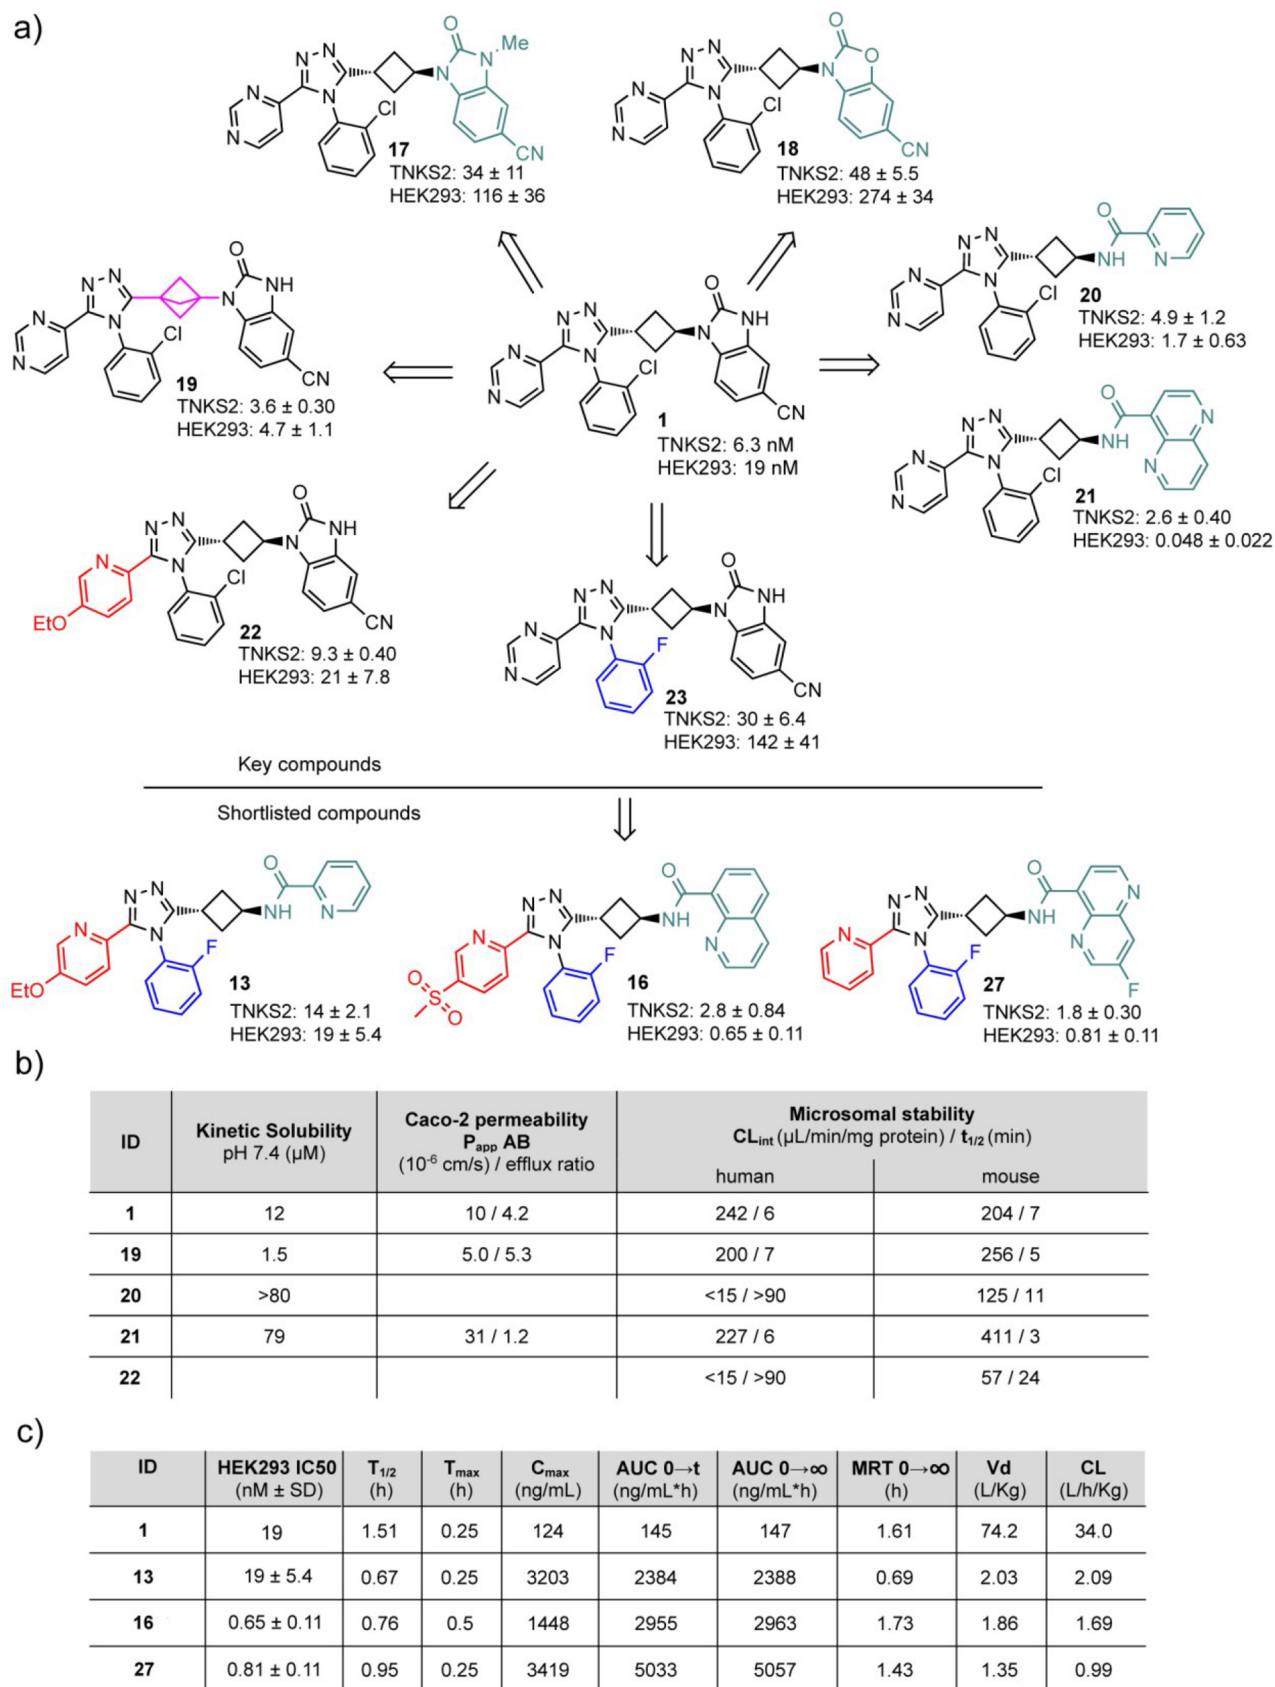 a)
17
TNKS2: 34 ± 11
HEK293: 116 ± 36
18
TNKS2: 48 ± 5.5
HEK293: 274 ± 34
19
TNKS2: 3.6 ± 0.30
HEK293: 4.7 ± 1.1
1
TNKS2: 6.3 nM
HEK293: 19 nM
20
TNKS2: 4.9 ± 1.2
HEK293: 1.7 ± 0.63
21
TNKS2: 2.6 ± 0.40
HEK293: 0.048 ± 0.022
22
TNKS2: 9.3 ± 0.40
HEK293: 21 ± 7.8
23
TNKS2: 30 ± 6.4
HEK293: 142 ± 41
Key compounds
Shortlisted compounds
13
TNKS2: 14 ± 2.1
HEK293: 19 ± 5.4
16
TNKS2: 2.8 ± 0.84
HEK293: 0.65 ± 0.11
27
TNKS2: 1.8 ± 0.30
HEK293: 0.81 ± 0.11
b)
ID Kinetic Solubility pH 7.4 (µM) Caco-2 permeability P_app AB (10⁻⁶ cm/s) / efflux ratio Microsomal stability CL_int (µL/min/mg protein) / t_1/2 (min)
human mouse
1 12 10 / 4.2 242 / 6 204 / 7
19 1.5 5.0 / 5.3 200 / 7 256 / 5
20 >80 <15 / >90 125 / 11
21 79 31 / 1.2 227 / 6 411 / 3
22 <15 / >90 57 / 24
c)
ID HEK293 IC50 T_1/2 T_max C_max AUC 0→t AUC 0→∞ MRT 0→∞ Vd CL
(nM ± SD) (h) (h) (ng/mL) (ng/mL*h) (ng/mL*h) (h) (L/Kg) (L/h/Kg)
1 19 1.51 0.25 124 145 147 1.61 74.2 34.0
13 19 ± 5.4 0.67 0.25 3203 2384 2388 0.69 2.03 2.09
16 0.65 ± 0.11 0.76 0.5 1448 2955 2963 1.73 1.86 1.69
27 0.81 ± 0.11 0.95 0.25 3419 5033 5057 1.43 1.35 0.99